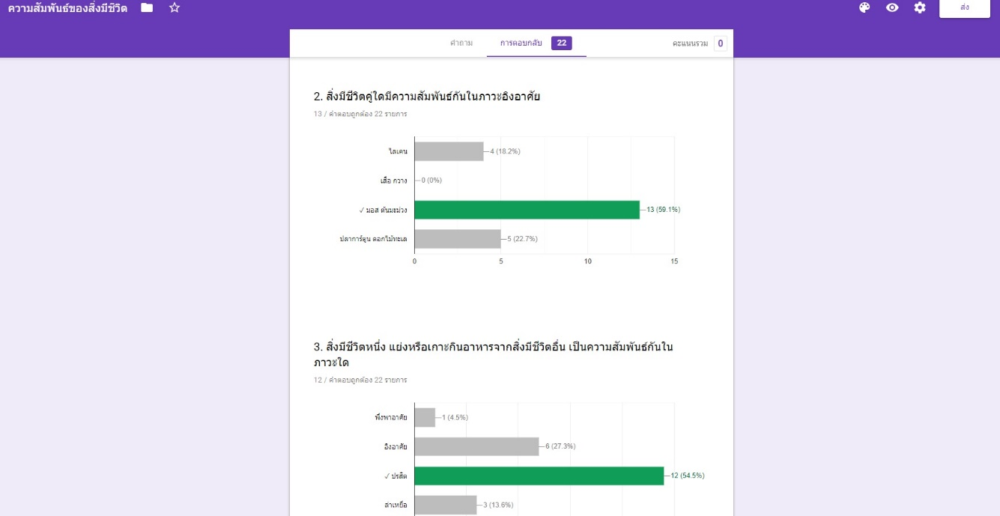 ความสัมพันธ์ของสิ่งมีชีวิต
ส่ง
คำถาม
การตอบกลับ 22
คะแนนรวม 0
2. สิ่งมีชีวิตคู่ใดมีความสัมพันธ์กันในภาวะอิงอาศัย
13 / คำตอบถูกต้อง 22 รายการ
ไลเคน
4 (18.2%)
เสือ กวาง
0 (0%)
✓ มอส ต้นมะม่วง
13 (59.1%)
ปลาการ์ตูน ดอกไม้ทะเล
5 (22.7%)
0 5 10 15
3. สิ่งมีชีวิตหนึ่ง แย่งหรือเกาะกินอาหารจากสิ่งมีชีวิตอื่น เป็นความสัมพันธ์กันใน
ภาวะใด
12 / คำตอบถูกต้อง 22 รายการ
พึ่งพาอาศัย
1 (4.5%)
อิงอาศัย
6 (27.3%)
✓ ปรสิต
12 (54.5%)
ล่าเหยื่อ
3 (13.6%)